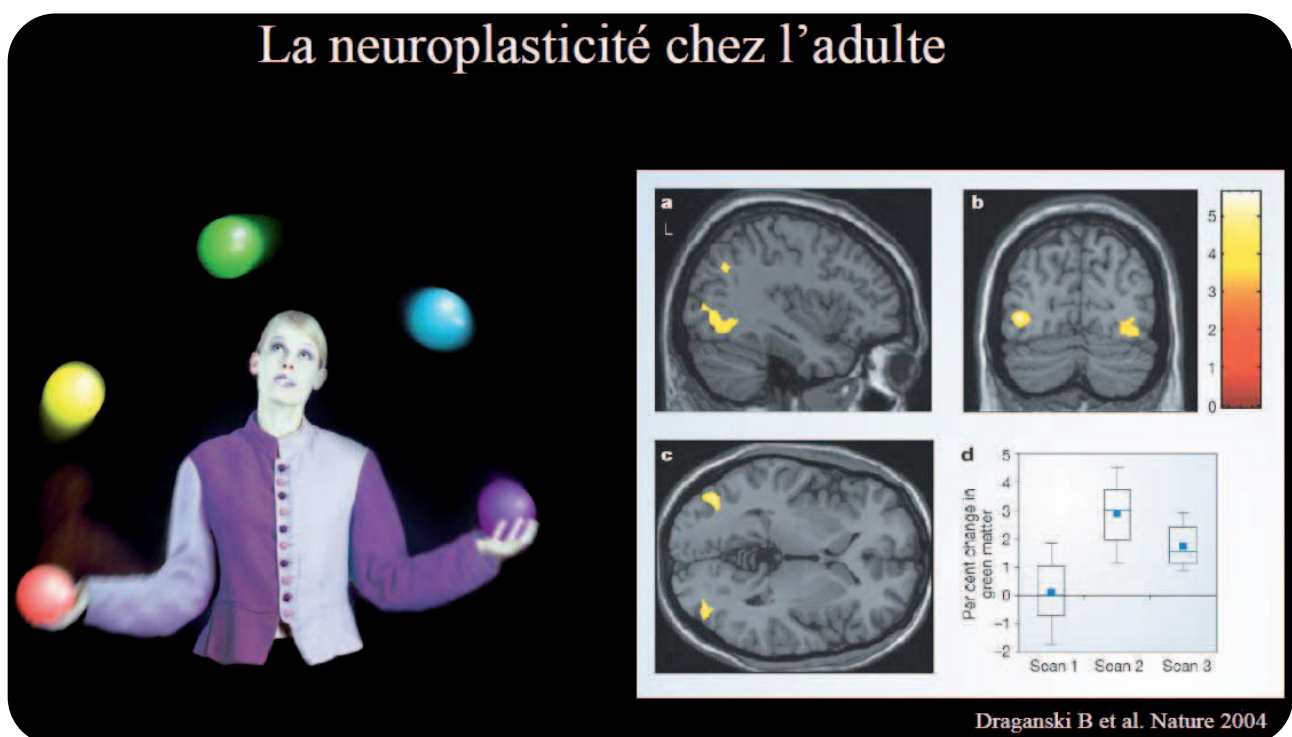 La neuroplasticité chez l'adulte
a
L
b
5
4
3
2
1
0
c
d
Per cent change in
green matter
5
4
3
2
1
0
-1
-2
Scan 1 Scan 2 Scan 3
Draganski B et al. Nature 2004